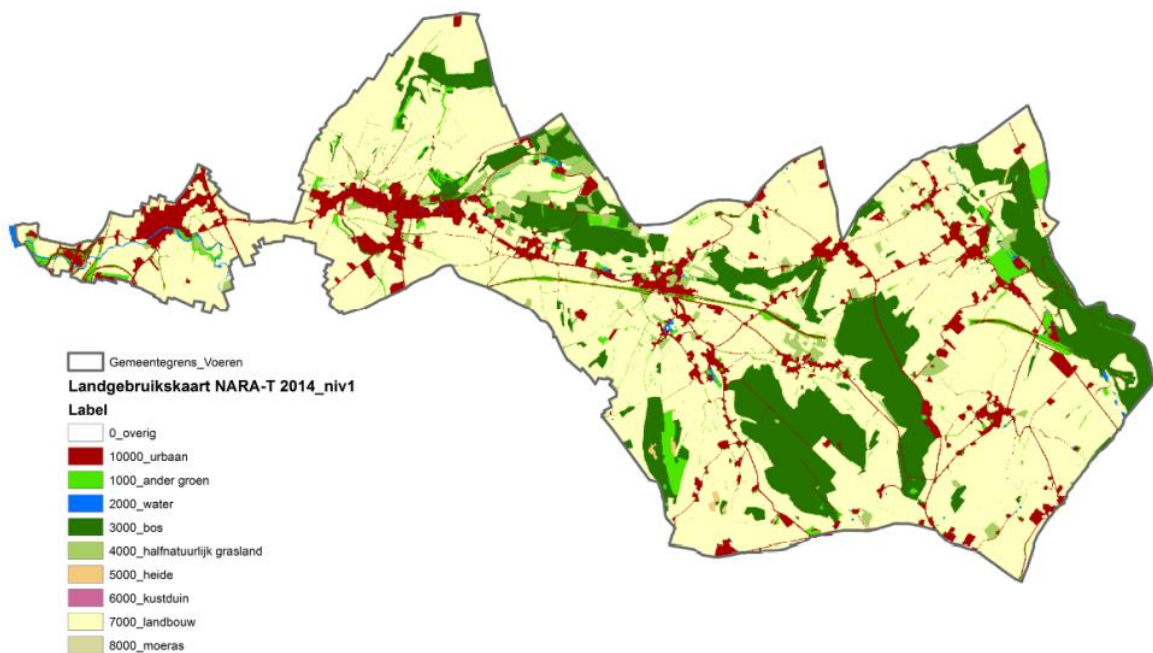 Gemeentegrens_Voeren
Landgebruikskaart NARA-T 2014_niv1
Label
0_overig
10000_urbaan
1000_ander groen
2000_water
3000_bos
4000_halfnatuurlijk grasland
5000_heide
6000_kustduin
7000_landbouw
8000_moeras